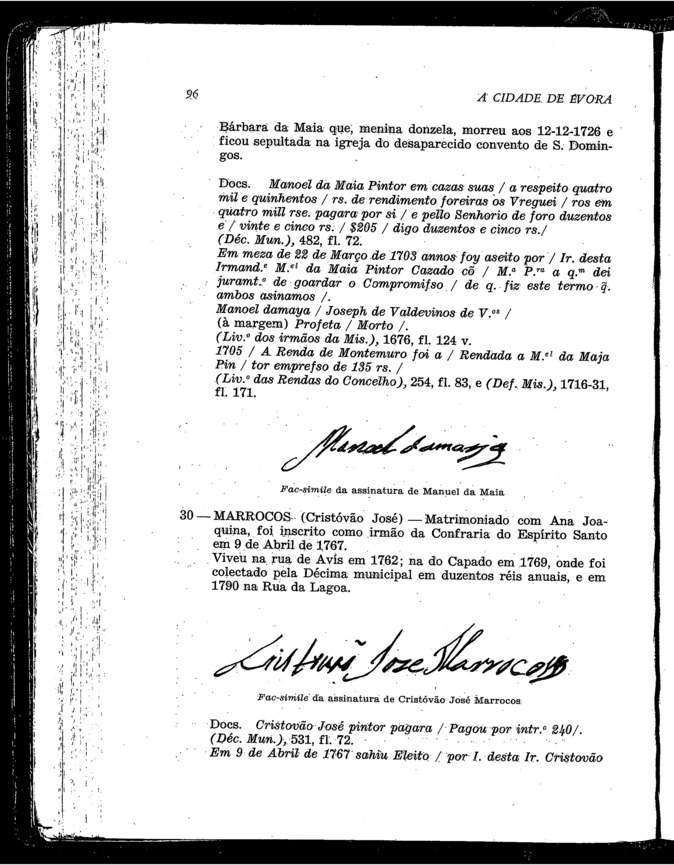 96
A CIDADE DE ÉVORA
Bárbara da Maia que, menina donzela, morreu aos 12-12-1726 e
ficou sepultada na igreja do desaparecido convento de S. Domin-
gos.
Docs. Manoel da Maia Pintor em cazas suas / a respeito quatro
mil e quinhentos / rs. de rendimento foreiras os Vreguei / ros em
quatro mill rse. pagara por si / e pello Senhorio de foro duzentos
e / vinte e cinco rs. / $205 / digo duzentos e cinco rs./
(Déc. Mun.), 482, fl. 72.
Em meza de 22 de Março de 1703 annos foy aseito por / Ir. desta
Irmand.e M.el da Maia Pintor Cazado cõ / M.a P.ra a q.m dei
juramt.o de goardar o Compromifso / de q. fiz este termo q̃.
ambos asinamos /.
Manoel damaya / Joseph de Valdevinos de V.os /
(à margem) Profeta / Morto /.
(Liv.o dos irmãos da Mis.), 1676, fl. 124 v.
1705 / A Renda de Montemuro foi a / Rendada a M.el da Maja
Pin / tor emprefso de 135 rs. /
(Liv.o das Rendas do Concelho), 254, fl. 83, e (Def. Mis.), 1716-31,
fl. 171.
Manoel damaja
Fac-simile da assinatura de Manuel da Maia
30 — MARROCOS (Cristóvão José) — Matrimoniado com Ana Joa-
quina, foi inscrito como irmão da Confraria do Espírito Santo
em 9 de Abril de 1767.
Viveu na rua de Avis em 1762; na do Capado em 1769, onde foi
colectado pela Décima municipal em duzentos réis anuais, e em
1790 na Rua da Lagoa.
Joze Marrocos
Fac-simile da assinatura de Cristóvão José Marrocos
Docs. Cristovão José pintor pagara / Pagou por intr.o 240/.
(Déc. Mun.), 531, fl. 72.
Em 9 de Abril de 1767 sahiu Eleito / por I. desta Ir. Cristovão